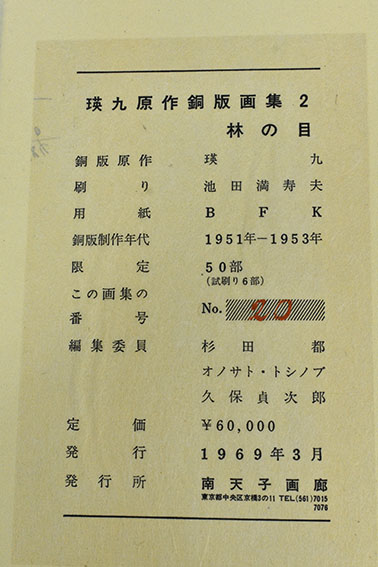 瑛九原作銅版画集 2
林の目
銅版原作 瑛九
刷り 池田満寿夫
用紙 BFK
銅版制作年代 1951年-1953年
限定 50部
(試刷り6部)
この画集の
番号 No.
編集委員 杉田都
オノサト・トシノブ
久保貞次郎
定価 ¥60,000
発行 1969年3月
発行所 南天子画廊
東京都中央区京橋3の11 TEL(561)7015
7076